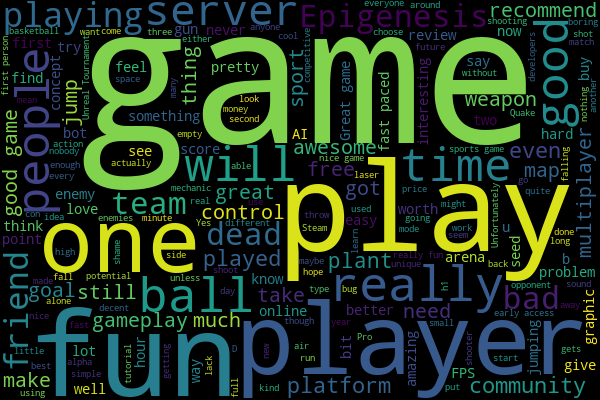 game
play
player
fun
one
ball
really
people
server
playing
Epigenesis
recommend
good
time
will
team
friend
dead
bad
community
platform
multiplayer
weapon
awesome
control
played
great
gameplay
much
need
take
still
goal
make
plant
even
map
free
got
jump
thing
sport
pretty
feel
good game
think
point
love
enemy
bot
concept
find
try
first
gun
never
review
interesting
now
say
buy
two
hard
fast paced
Great game
AI
see
something
score
easy
worth
arena
seed
problem
graphic
give
FPS
jumping
amazing
better
know
online
bit
way
hour
lot
well
first person
basketball
want
come
three
anyone
cool
everyone
around
shooting
boring
shot
choose
future
match
competitive
developers
Unreal tournament
either
space
many
look
money
second
without
nothing
Quake
mean
action
nobody
enough
every
actually
empty
able
nice game
laser
sports game
falling
go
quite
mechanic
real
use
price
going
might
con
idea
enemies
minute
Yes
different
Steam
throw
used
mode
seem
work
back
done
long
Unfortunately
high
shame
side
learn
really fun
unique
made
alone
fall
potential
unless
shoot
maybe
hope
type
bug
h1
opponent
sound
away
nice
fast
decent
day
though
year
small
early access
gets
little
alpha
tutorial
getting
lack
D
new
air
run
Pro
shooter
start
best
using
simple
full
kind
put
u
b